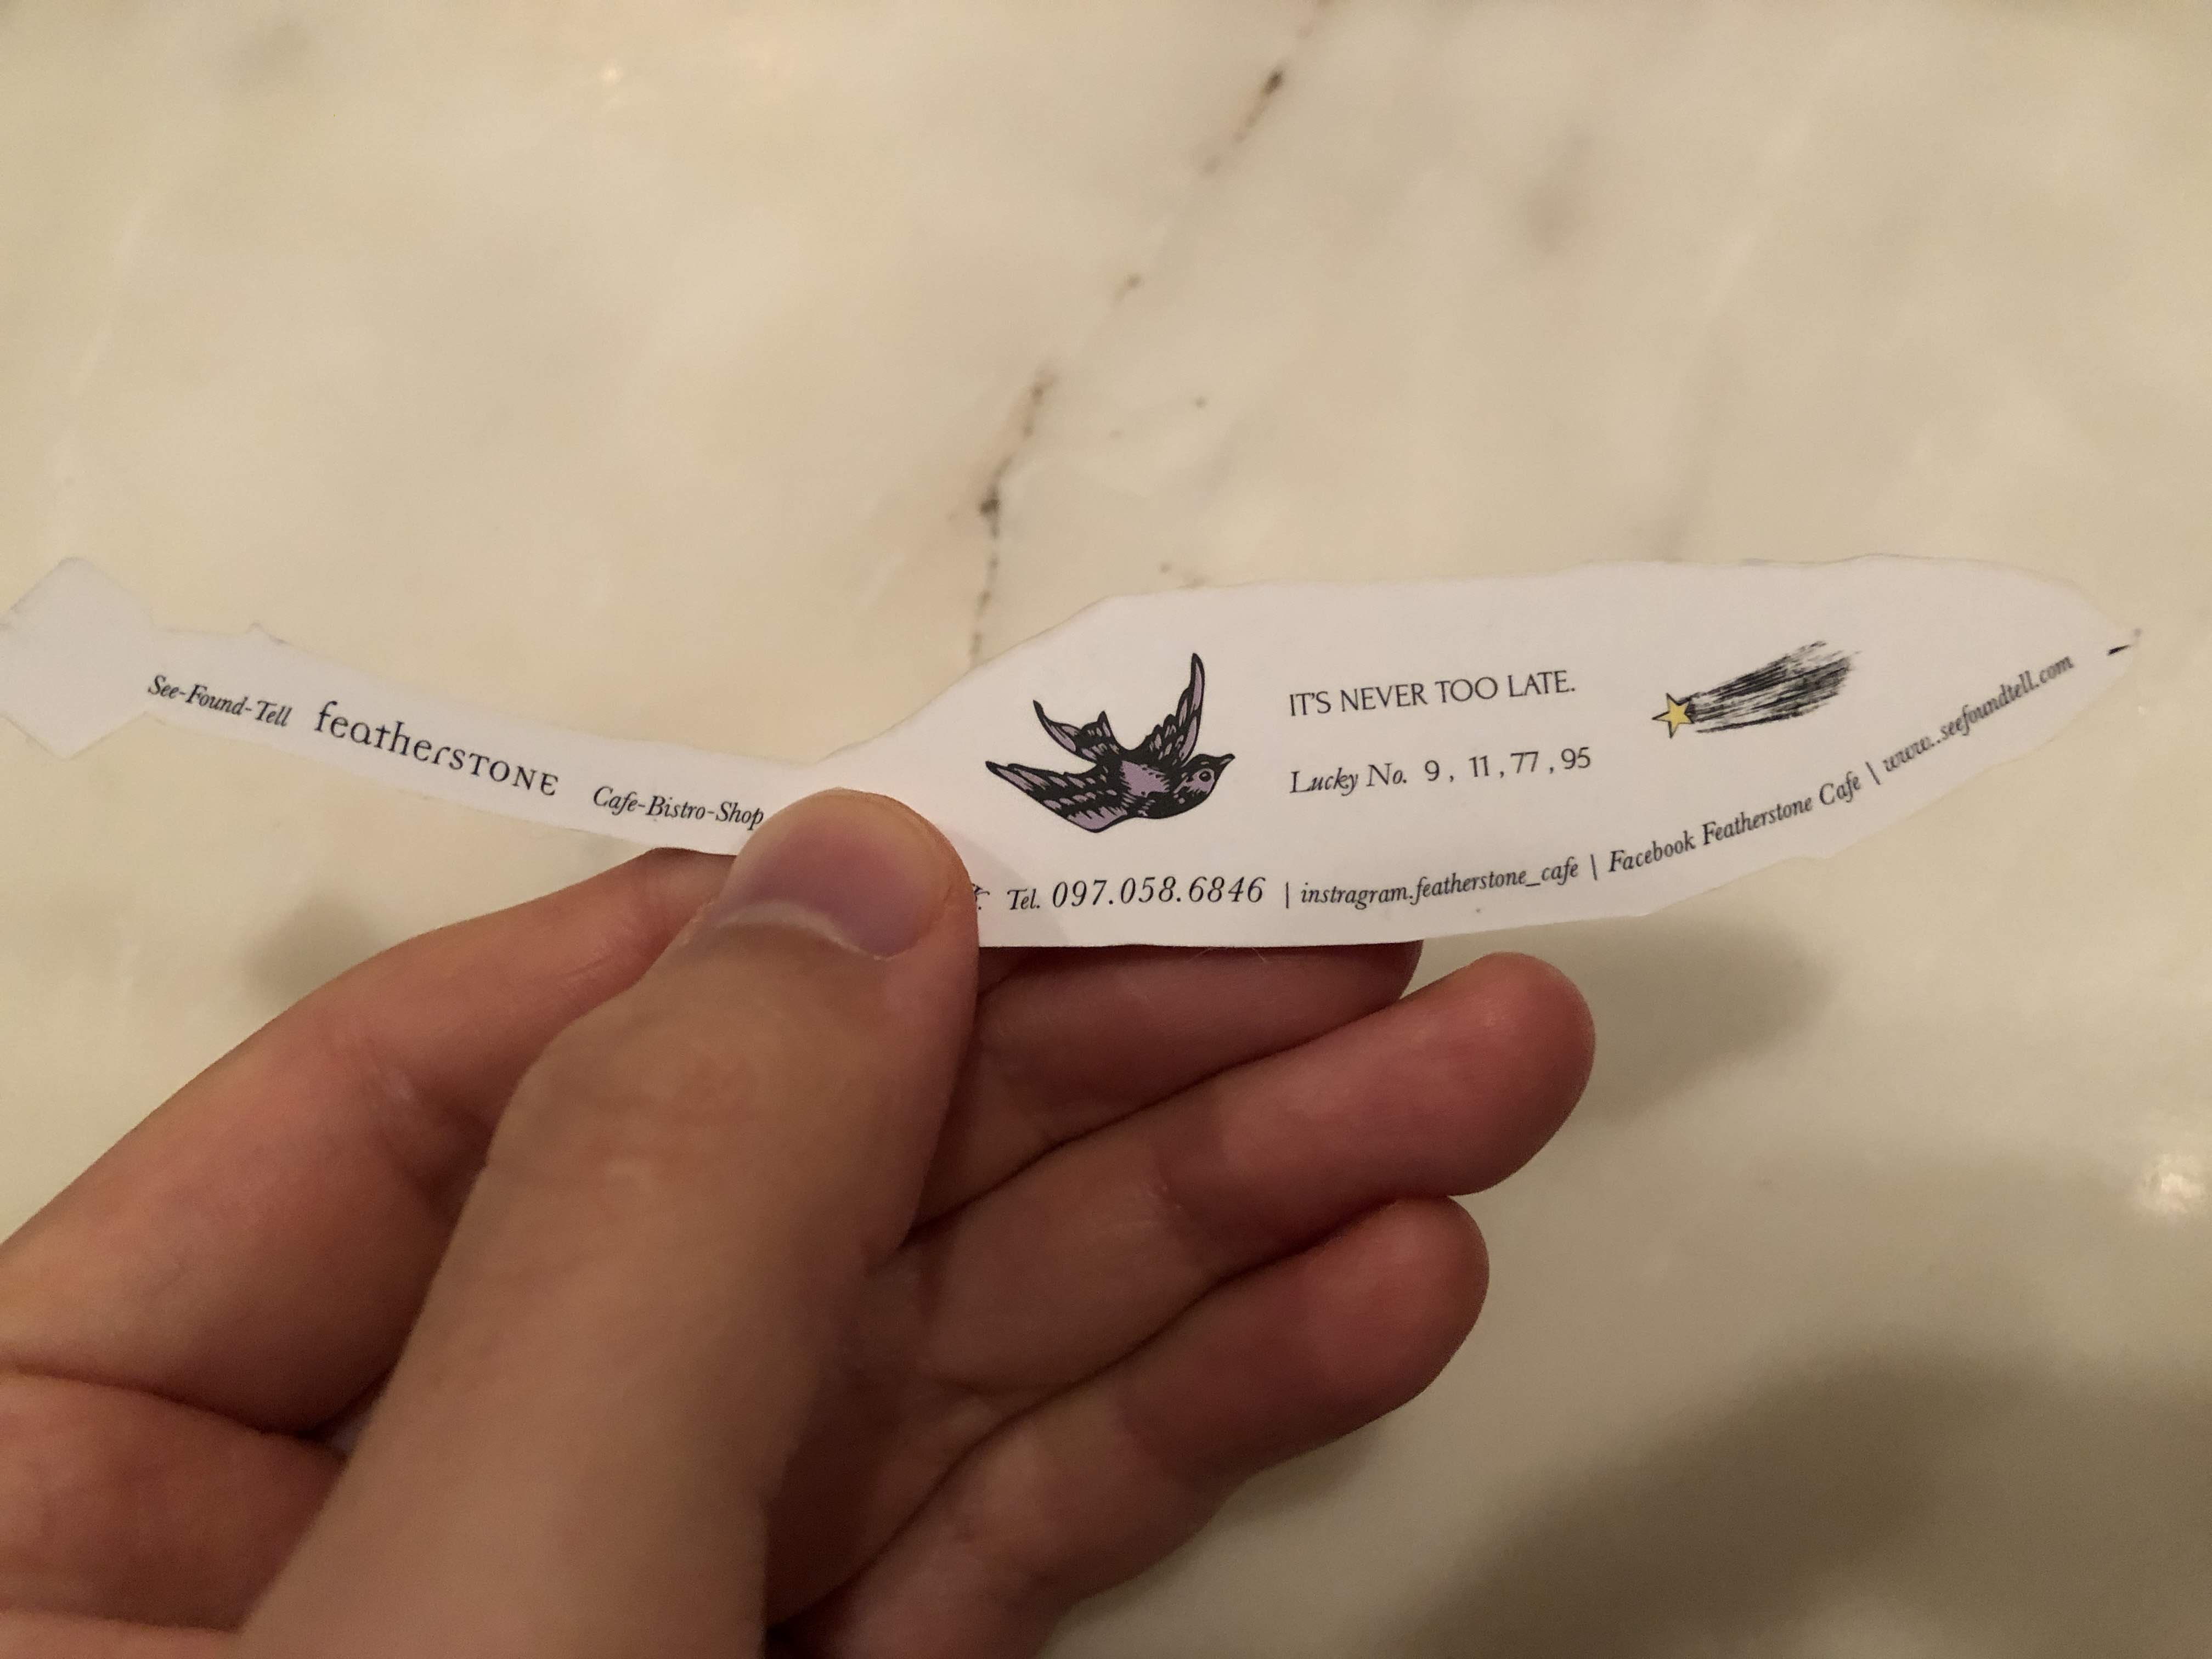 See-Found-Tell featherSTONE Cafe-Bistro-Shop
IT'S NEVER TOO LATE.
Lucky No. 9 , 11 , 77 , 95
Tel. 097.058.6846 | instragram.featherstone_cafe | Facebook Featherstone Cafe | www..seefoundtell.com